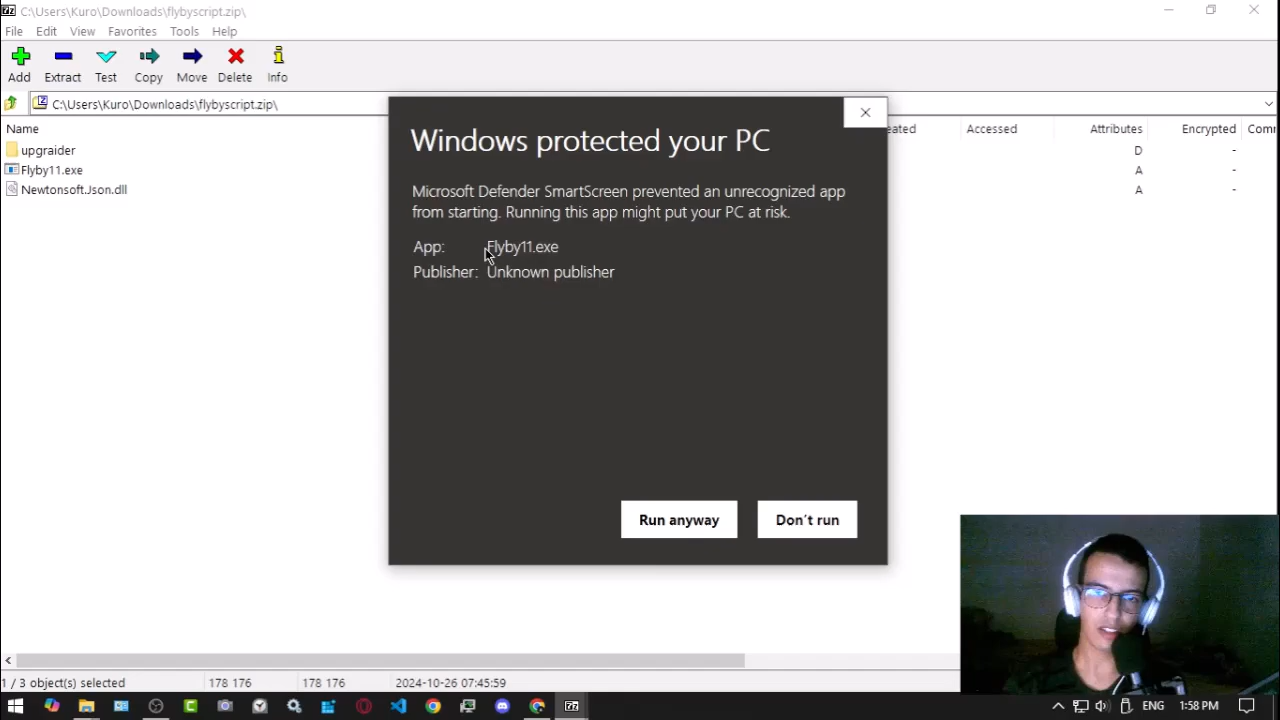 C:\Users\Kuro\Downloads\flybyscript.zip\
File Edit View Favorites Tools Help
Add Extract Test Copy Move Delete Info
C:\Users\Kuro\Downloads\flybyscript.zip\
Name Accessed Attributes Encrypted
upgraider D -
Flyby11.exe A -
Newtonsoft.Json.dll A -
Windows protected your PC
Microsoft Defender SmartScreen prevented an unrecognized app
from starting. Running this app might put your PC at risk.
App: Flyby11.exe
Publisher: Unknown publisher
Run anyway Don't run
1 / 3 object(s) selected 178 176 178 176 2024-10-26 07:45:59
ENG 1:58 PM